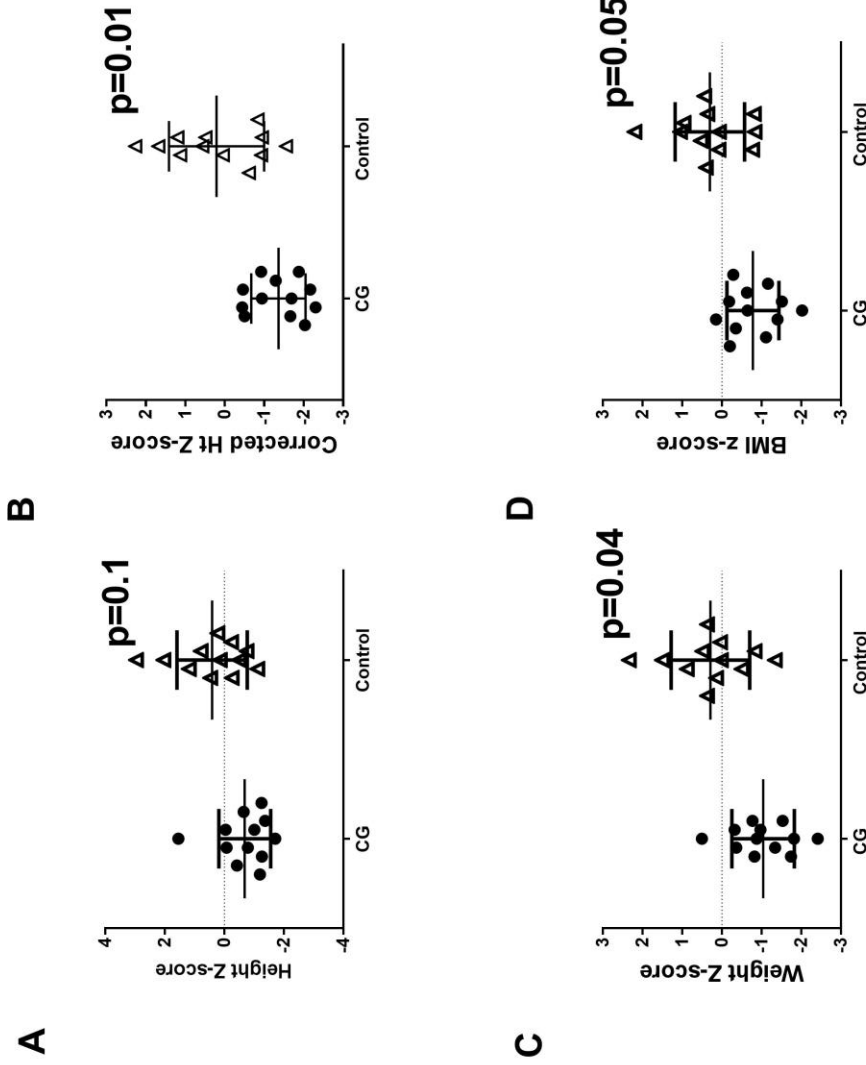 A
p=0.1
Height Z-score
4
2
0
-2
-4
CG
Control
B
p=0.01
Corrected Ht Z-score
3
2
1
0
-1
-2
-3
CG
Control
C
p=0.04
Weight Z-score
3
2
1
0
-1
-2
-3
CG
Control
D
p=0.05
BMI z-score
3
2
1
0
-1
-2
-3
CG
Control